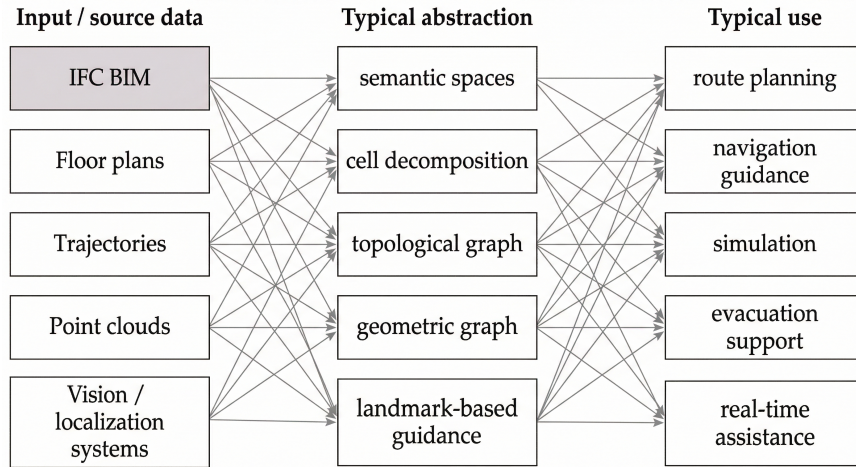 Input / source data
Typical abstraction
Typical use
IFC BIM
semantic spaces
route planning
Floor plans
cell decomposition
navigation
guidance
Trajectories
topological graph
simulation
Point clouds
geometric graph
evacuation
support
Vision /
localization
systems
landmark-based
guidance
real-time
assistance